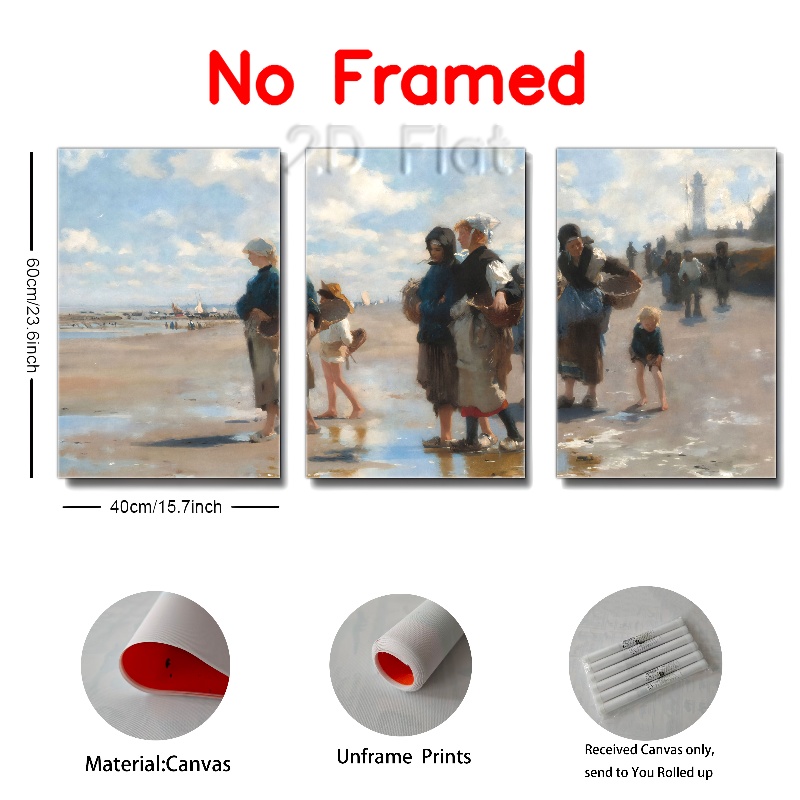 No Framed
2D Flat
60cm/23.6inch
40cm/15.7inch
Material:Canvas
Unframe Prints
Received Canvas only,
send to You Rolled up